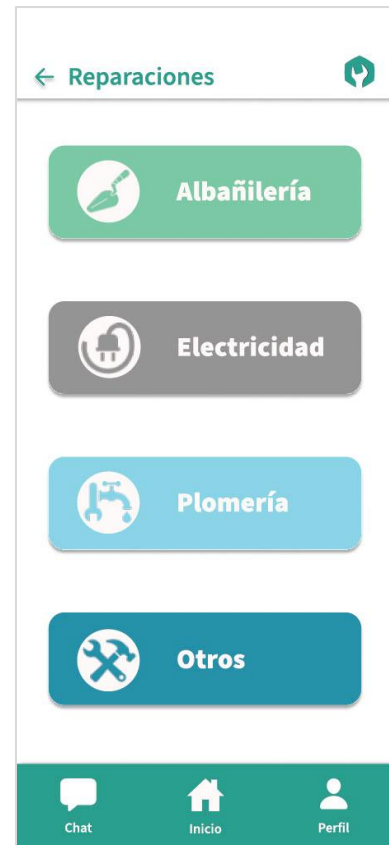 Reparaciones
Albañilería
Electricidad
Plomería
Otros
Chat Inicio Perfil